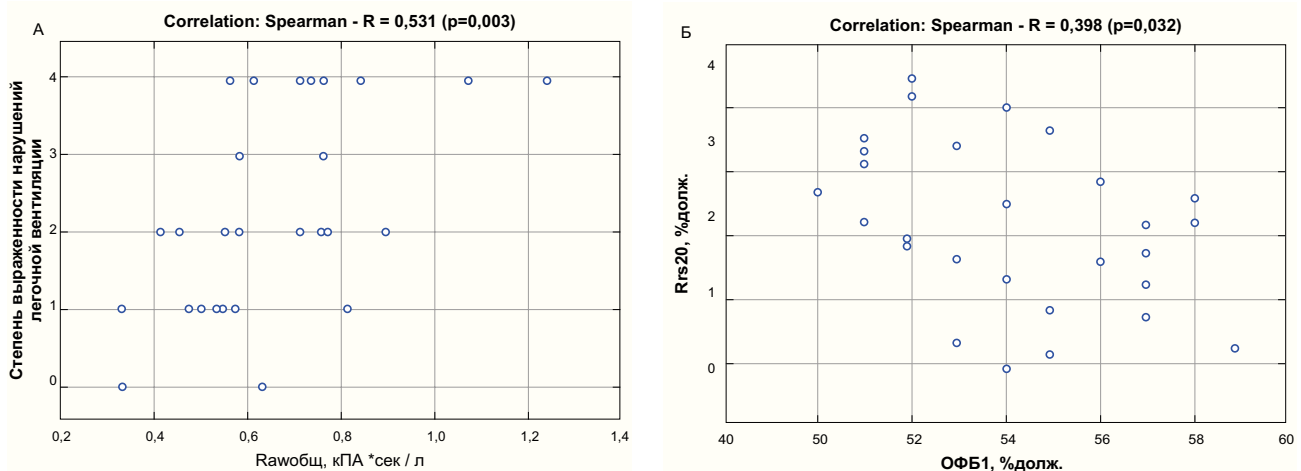 А
Correlation: Spearman - R = 0,531 (p=0,003)
Степень выраженности нарушений
легочной вентиляции
4
3
2
1
0
0,2 0,4 0,6 0,8 1,0 1,2 1,4
Rawобщ, кПА *сек / л
Б
Correlation: Spearman - R = 0,398 (p=0,032)
Rrs20, %долж.
4
3
2
1
0
40 50 52 54 56 58 60
ОФБ1, %долж.